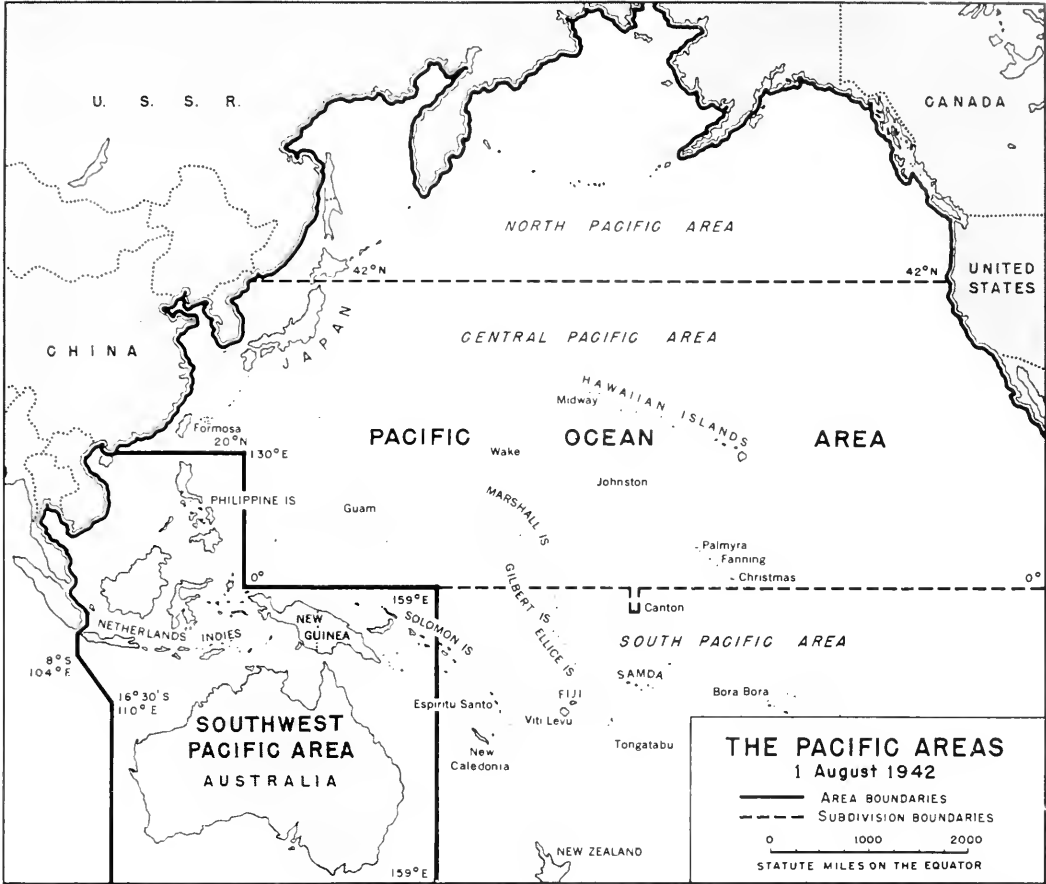 U. S. S. R.
CANADA
NORTH PACIFIC AREA
42°N
42°N
UNITED
STATES
CENTRAL PACIFIC AREA
JAPAN
CHINA
HAWAIIAN ISLANDS
Midway
Formosa
20°N
130°E
PACIFIC OCEAN AREA
Wake
Johnston
MARSHALL IS
PHILIPPINE IS
Guam
Palmyra
Fanning
Christmas
0°
0°
159°E
GILBERT IS
Canton
NEW
GUINEA
SOLOMON IS
NETHERLANDS INDIES
ELLICE IS
SOUTH PACIFIC AREA
8°S
104°E
SAMDA
16°30'S
110°E
FIJI
Bora Bora
Espiritu Santo
Viti Levu
SOUTHWEST
PACIFIC AREA
AUSTRALIA
New
Caledonia
Tongatabu
NEW ZEALAND
159°E
THE PACIFIC AREAS
1 August 1942
AREA BOUNDARIES
SUBDIVISION BOUNDARIES
0 1000 2000
STATUTE MILES ON THE EQUATOR